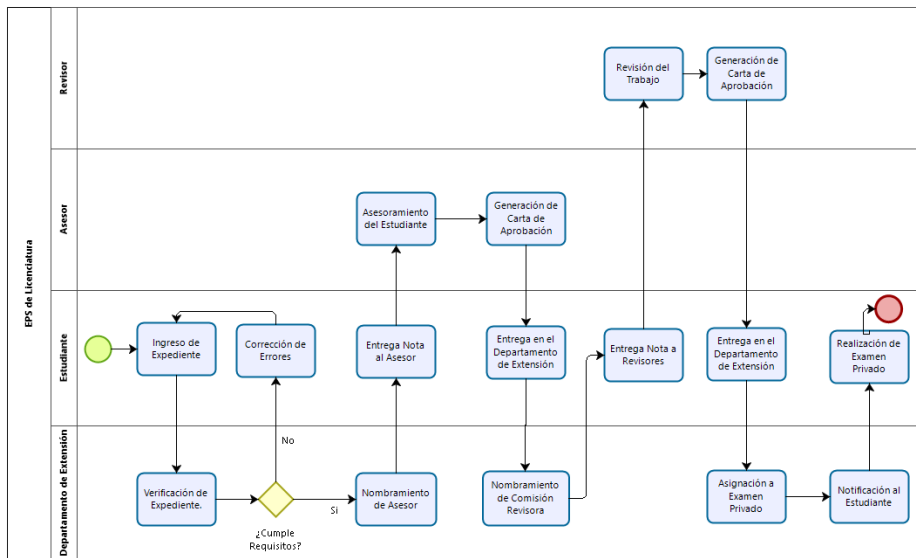 EPS de Licenciatura
Revisor
Revisión del
Trabajo
Generación de
Carta de
Aprobación
Asesor
Asesoramiento
del Estudiante
Generación de
Carta de
Aprobación
Estudiante
Ingreso de
Expediente
Corrección de
Errores
Entrega Nota
al Asesor
Entrega en el
Departamento
de Extensión
Entrega Nota a
Revisores
Entrega en el
Departamento
de Extensión
Realización de
Examen
Privado
Departamento de Extensión
Verificación de
Expediente.
No
¿Cumple
Requisitos?
Si
Nombramiento
de Asesor
Nombramiento
de Comisión
Revisora
Asignación a
Examen
Privado
Notificación al
Estudiante